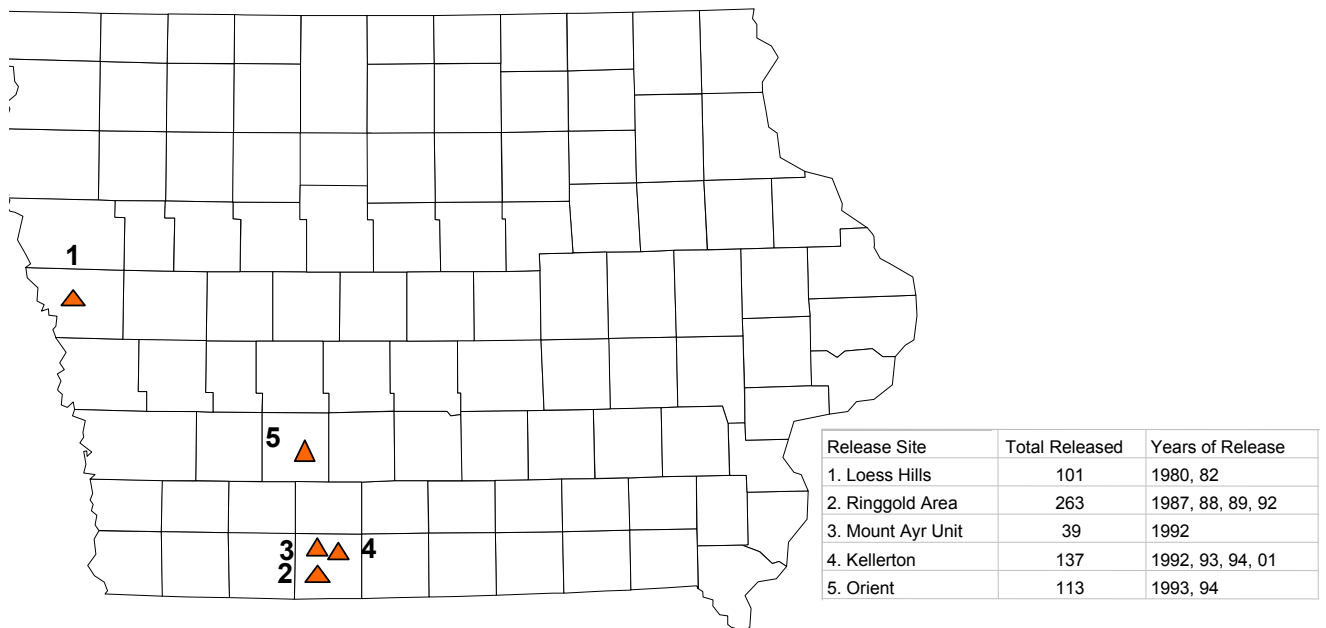 1
5
3 4
2
Release Site Total Released Years of Release
1. Loess Hills 101 1980, 82
2. Ringgold Area 263 1987, 88, 89, 92
3. Mount Ayr Unit 39 1992
4. Kellerton 137 1992, 93, 94, 01
5. Orient 113 1993, 94